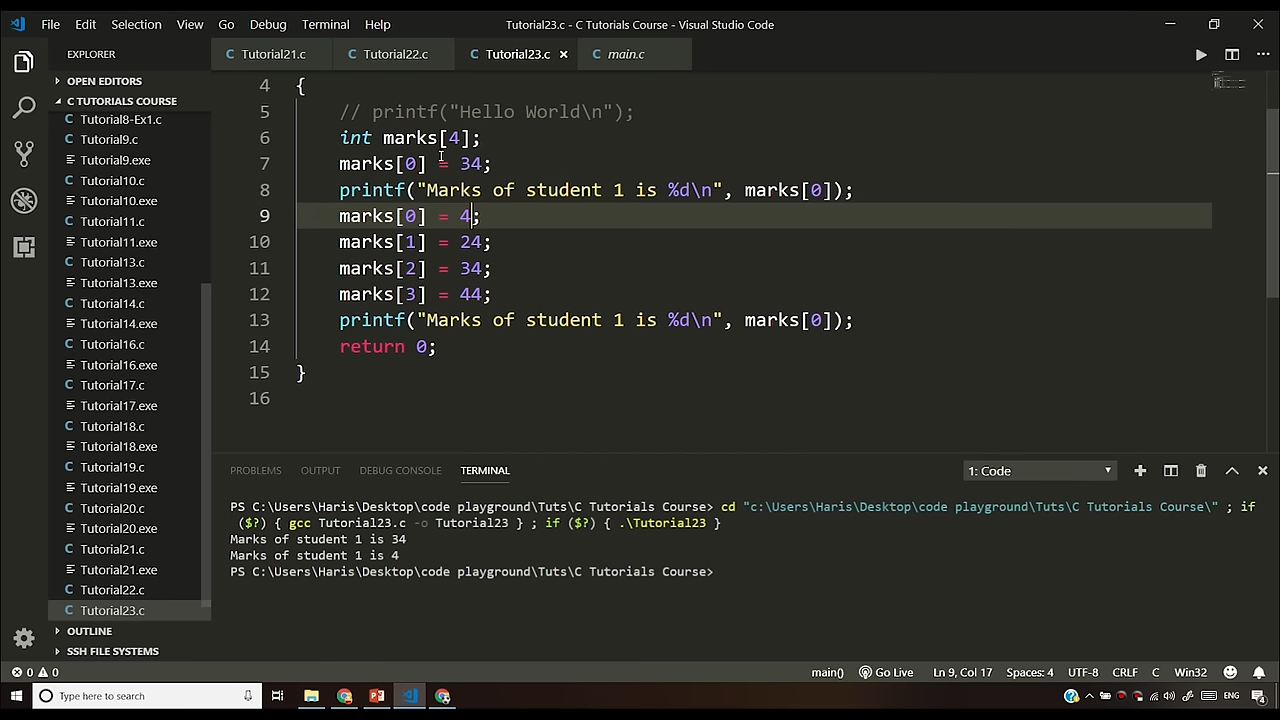 File Edit Selection View Go Debug Terminal Help
Tutorial23.c - C Tutorials Course - Visual Studio Code
EXPLORER
C Tutorial21.c
C Tutorial22.c
C Tutorial23.c
C main.c
OPEN EDITORS
C TUTORIALS COURSE
C Tutorial8-Ex1.c
C Tutorial9.c
Tutorial9.exe
C Tutorial10.c
Tutorial10.exe
C Tutorial11.c
Tutorial11.exe
C Tutorial13.c
Tutorial13.exe
C Tutorial14.c
Tutorial14.exe
C Tutorial16.c
Tutorial16.exe
C Tutorial17.c
Tutorial17.exe
C Tutorial18.c
Tutorial18.exe
C Tutorial19.c
Tutorial19.exe
C Tutorial20.c
Tutorial20.exe
C Tutorial21.c
Tutorial21.exe
C Tutorial22.c
C Tutorial23.c
OUTLINE
SSH FILE SYSTEMS
4 {
5 // printf("Hello World\n");
6 int marks[4];
7 marks[0] = 34;
8 printf("Marks of student 1 is %d\n", marks[0]);
9 marks[0] = 4;
10 marks[1] = 24;
11 marks[2] = 34;
12 marks[3] = 44;
13 printf("Marks of student 1 is %d\n", marks[0]);
14 return 0;
15 }
16
PROBLEMS OUTPUT DEBUG CONSOLE TERMINAL
1: Code
PS C:\Users\Haris\Desktop\code playground\Tuts\C Tutorials Course> cd "c:\Users\Haris\Desktop\code playground\Tuts\C Tutorials Course\" ; if
($?) { gcc Tutorial23.c -o Tutorial23 } ; if ($?) { .\Tutorial23 }
Marks of student 1 is 34
Marks of student 1 is 4
PS C:\Users\Haris\Desktop\code playground\Tuts\C Tutorials Course>
0 0
main() Go Live Ln 9, Col 17 Spaces: 4 UTF-8 CRLF C Win32
Type here to search
ENG